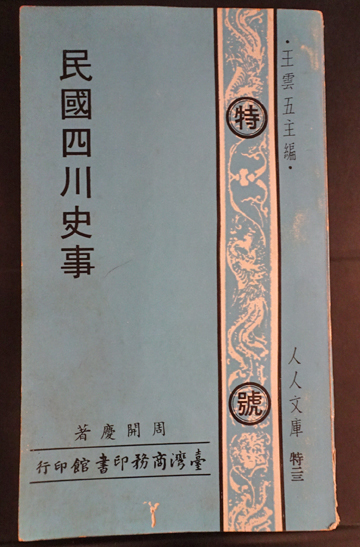 ·王雲五主編·
人人文庫 特三三
特
號
民國四川史事
周開慶著
臺灣商務印書館印行